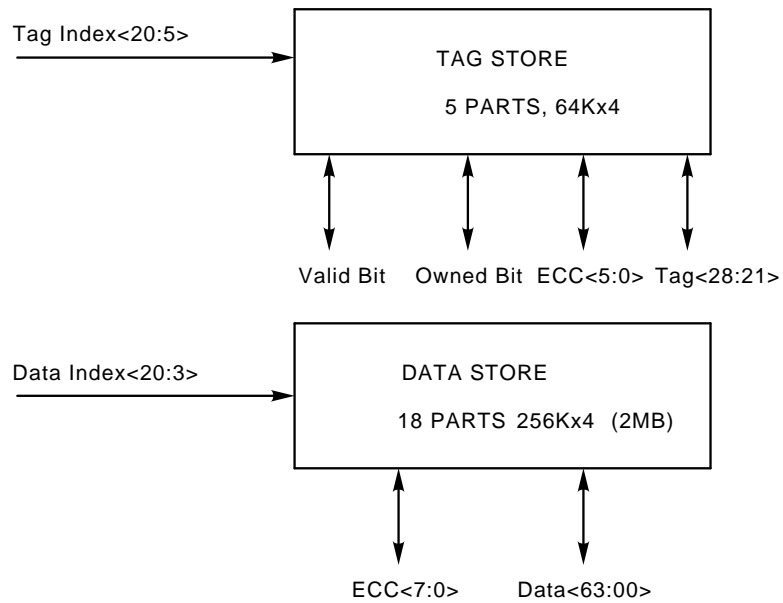 Tag Index<20:5>
TAG STORE
5 PARTS, 64Kx4
Valid Bit Owned Bit ECC<5:0> Tag<28:21>
Data Index<20:3>
DATA STORE
18 PARTS 256Kx4 (2MB)
ECC<7:0> Data<63:00>